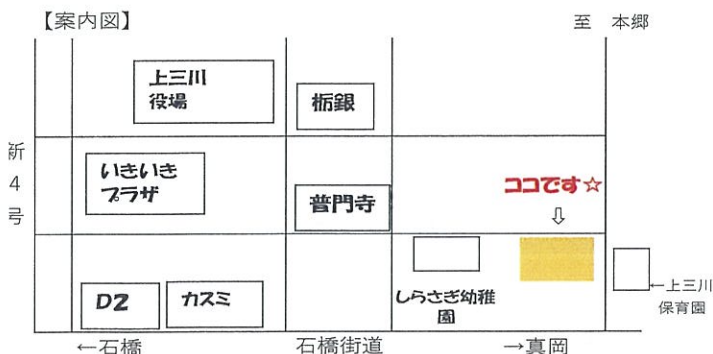 【案内図】
至 本郷
上三川
役場
栃銀
新
4
号
いきいき
プラザ
普門寺
ココです☆
⇩
D2
カスミ
しらさぎ幼稚
園
←上三川
保育園
←石橋
石橋街道
→真岡